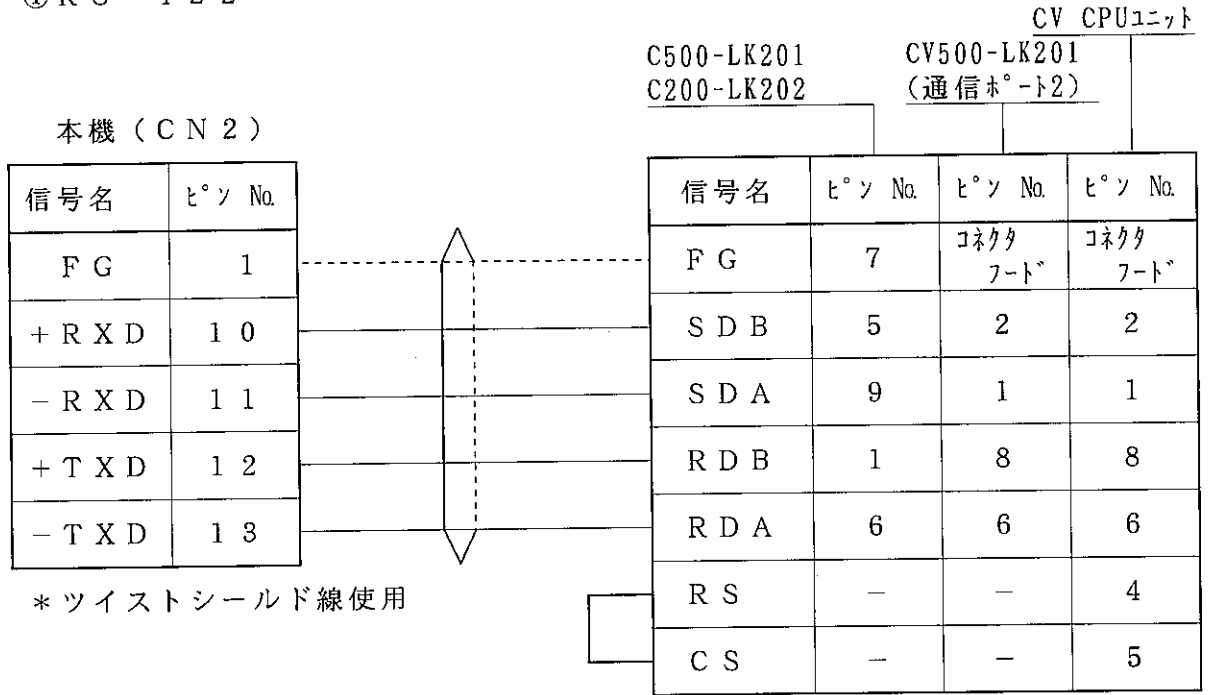 CV CPUユニット
C500-LK201 CV500-LK201
C200-LK202 (通信ポート2)
本機(CN2)
信号名 ピン No.
FG 1
+RXD 10
-RXD 11
+TXD 12
-TXD 13
*ツイストシールド線使用
信号名 ピン No. ピン No. ピン No.
FG 7 コネクタフード コネクタフード
SDB 5 2 2
SDA 9 1 1
RDB 1 8 8
RDA 6 6 6
RS - - 4
CS - - 5